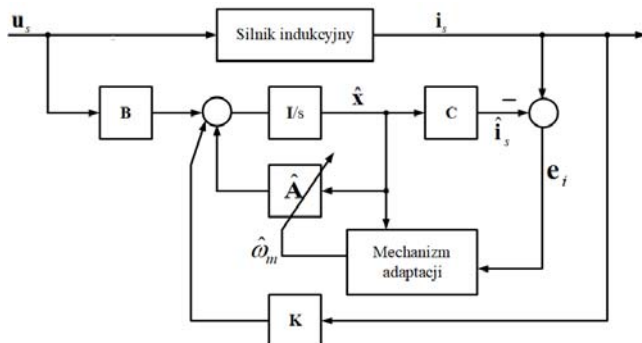 u_s
Silnik indukcyjny
i_s
B
I/s
x̂
C
−
î_s
e_i
Â
ω̂_m
Mechanizm
adaptacji
K